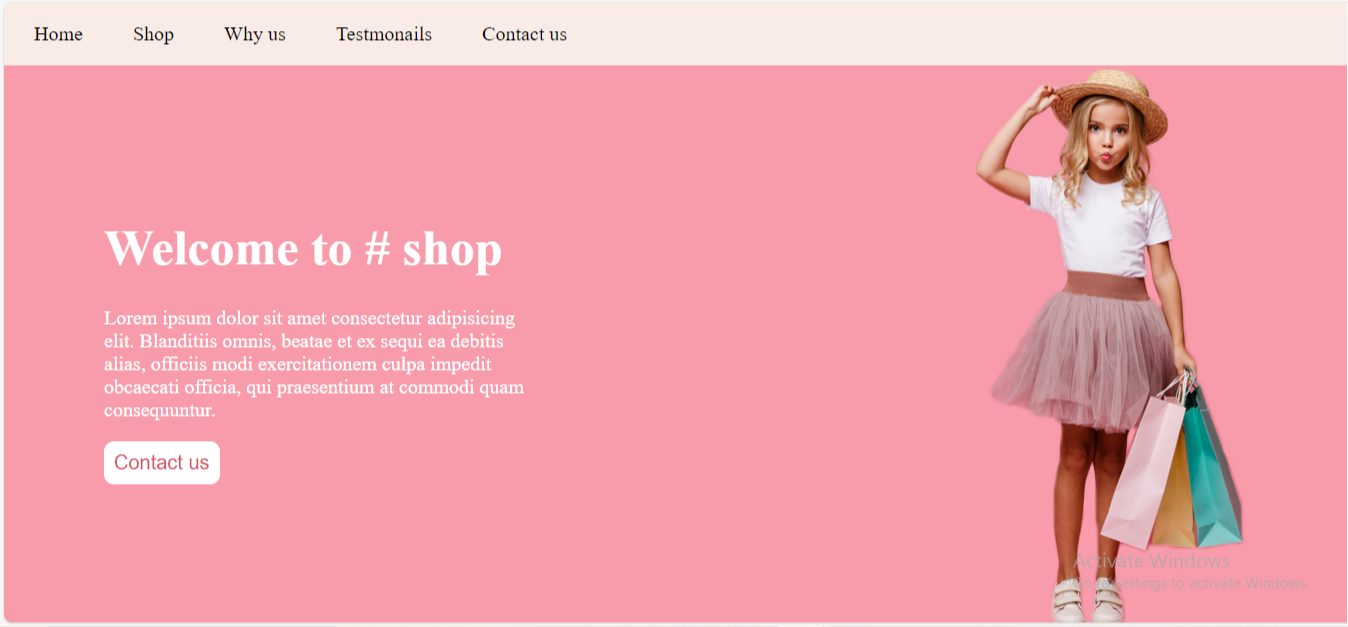 Home Shop Why us Testmonails Contact us
Welcome to # shop
Lorem ipsum dolor sit amet consectetur adipisicing
elit. Blanditiis omnis, beatae et ex sequi ea debitis
alias, officiis modi exercitationem culpa impedit
obcaecati officia, qui praesentium at commodi quam
consequuntur.
Contact us
Activate Windows
Go to Settings to activate Windows.